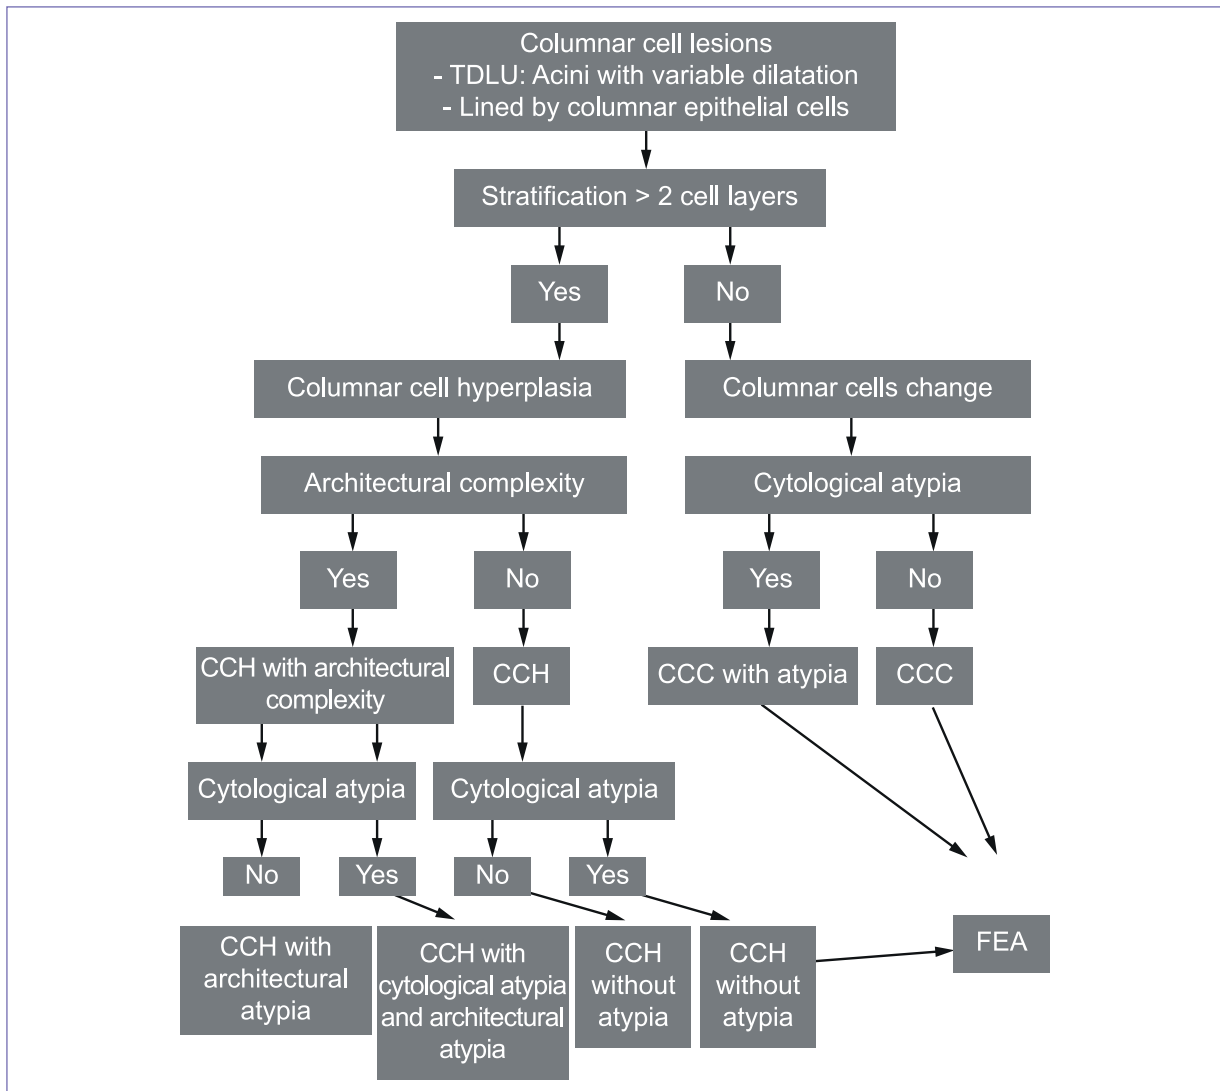 Columnar cell lesions
- TDLU: Acini with variable dilatation
- Lined by columnar epithelial cells
Stratification > 2 cell layers
Yes
No
Columnar cell hyperplasia
Columnar cells change
Architectural complexity
Cytological atypia
Yes
No
Yes
No
CCH with architectural
complexity
CCH
CCC with atypia
CCC
Cytological atypia
Cytological atypia
No
Yes
No
Yes
CCH with
architectural
atypia
CCH with
cytological atypia
and architectural
atypia
CCH
without
atypia
CCH
without
atypia
FEA